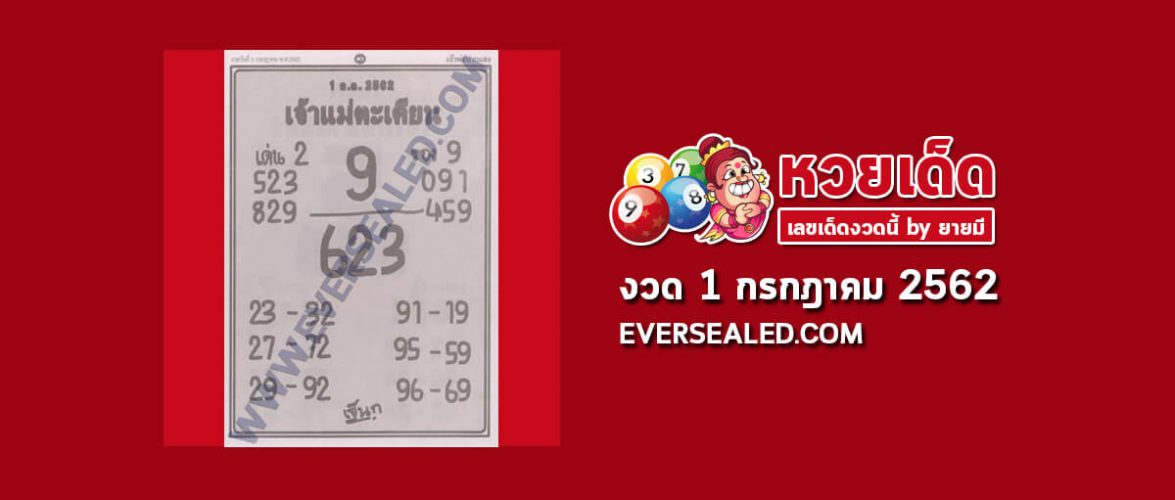 1 ก.ค. 2562
เจ้าแม่ตะเคียน
เด่น 2
9
รอง 9
523
091
829
459
623
23 - 32
91 - 19
27 - 72
95 - 59
29 - 92
96 - 69
WWW.EVERSEALED.COM
3
7
9
8
หวยเด็ด
เลขเด็ดงวดนี้ by ยายมี
งวด 1 กรกฎาคม 2562
EVERSEALED.COM